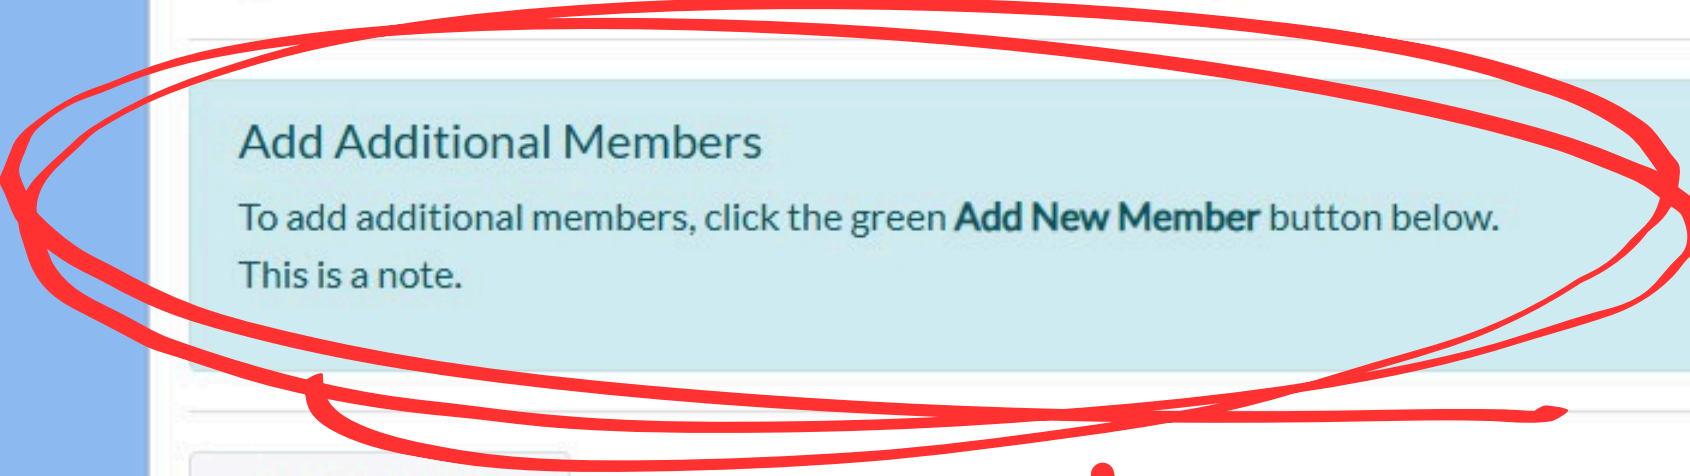 Add Additional Members
To add additional members, click the green Add New Member button below.
This is a note.